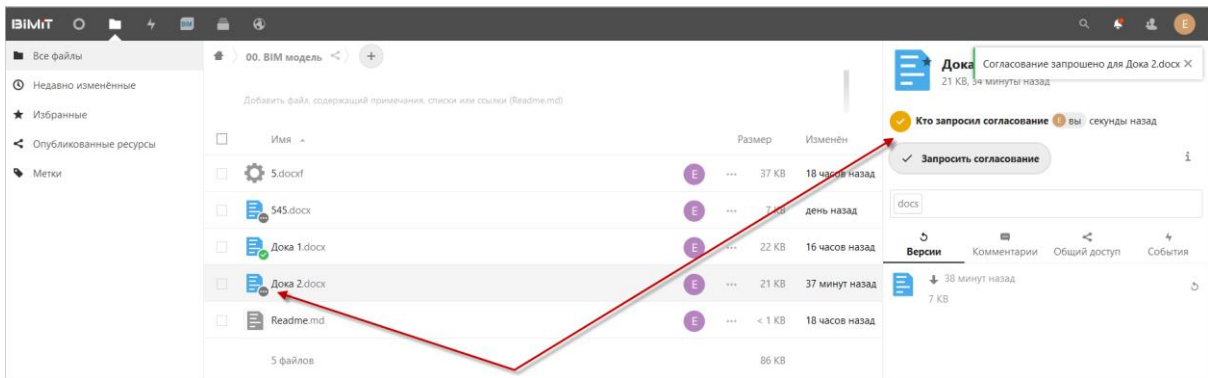 BIMIT
BIM
E
Все файлы
Недавно изменённые
Избранные
Опубликованные ресурсы
Метки
00. BIM модель
+
Добавить файл, содержащий примечания, списки или ссылки (Readme.md)
Имя Размер Изменён
5.docxf E ... 37 KB 18 часов назад
545.docx E ... 7 KB день назад
Дока 1.docx E ... 22 KB 16 часов назад
Дока 2.docx E ... 21 KB 37 минут назад
Readme.md E ... < 1 KB 18 часов назад
5 файлов 86 KB
Дока
Согласование запрошено для Дока 2.docx ×
21 KB, 34 минуты назад
Кто запросил согласование E вы секунды назад
Запросить согласование i
docs
Версии Комментарии Общий доступ События
38 минут назад
7 KB